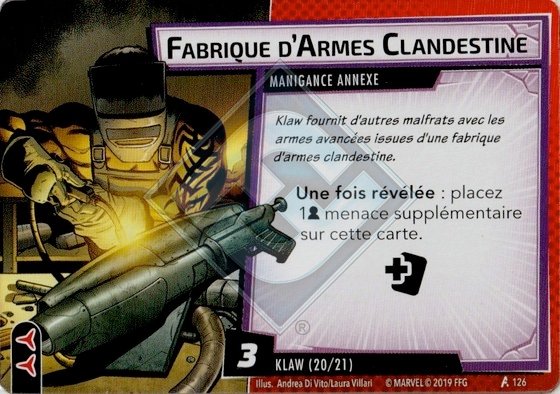 FABRIQUE D'ARMES CLANDESTINE
MANIGANCE ANNEXE
Klaw fournit d'autres malfrats avec les
armes avancées issues d'une fabrique
d'armes clandestine.
Une fois révélée : placez
1 menace supplémentaire
sur cette carte.
®
3
KLAW (20/21)
Illus. Andrea Di Vito/Laura Villari
© MARVEL © 2019 FFG
126